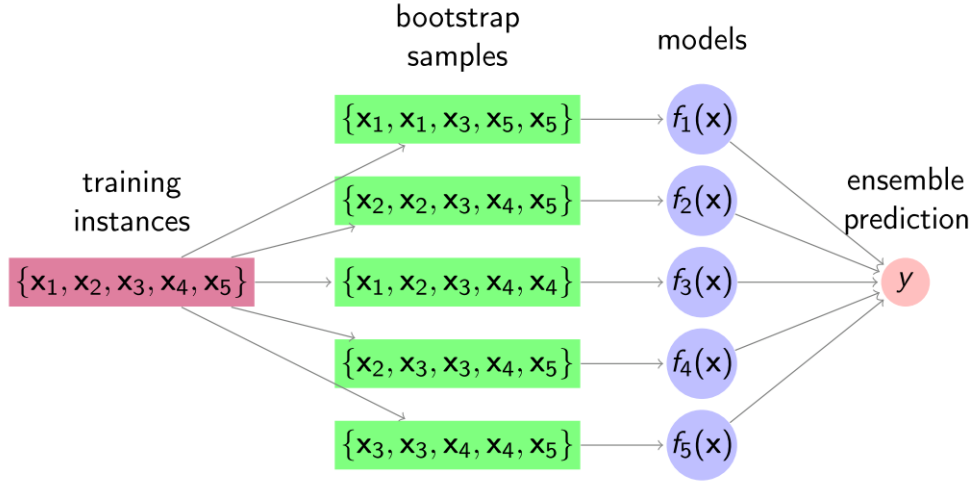 bootstrap
samples
models
{x₁, x₁, x₃, x₅, x₅}
f₁(x)
training
instances
{x₂, x₂, x₃, x₄, x₅}
f₂(x)
ensemble
prediction
{x₁, x₂, x₃, x₄, x₅}
{x₁, x₂, x₃, x₄, x₄}
f₃(x)
y
{x₂, x₃, x₃, x₄, x₅}
f₄(x)
{x₃, x₃, x₄, x₄, x₅}
f₅(x)